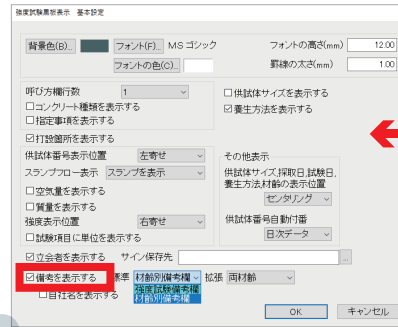 強度試験黒板表示　基本設定
背景色(B)... フォント(F)... MS ゴシック フォントの高さ(mm) 12.00
フォントの色(C)... 罫線の太さ(mm) 1.00
呼び方欄行数 1 □供試体サイズを表示する
□コンクリート種類を表示する ☑養生方法を表示する
□指定事項を表示する
☑打設箇所を表示する
供試体番号表示位置 左寄せ その他表示
スランプフロー表示 スランプを表示 供試体サイズ,採取日,試験日,
養生方法,材齢の表示位置
□空気量を表示する センタリング
□質量を表示する
強度表示位置 右寄せ 供試体番号自動付番
□試験項目に単位を表示する 日次データ
☑立会者を表示する サイン保存先 ...
☑備考を表示する 標準 材齢別備考欄 拡張 両材齢
強度試験備考欄
□自社名を表示する 材齢別備考欄
OK キャンセル